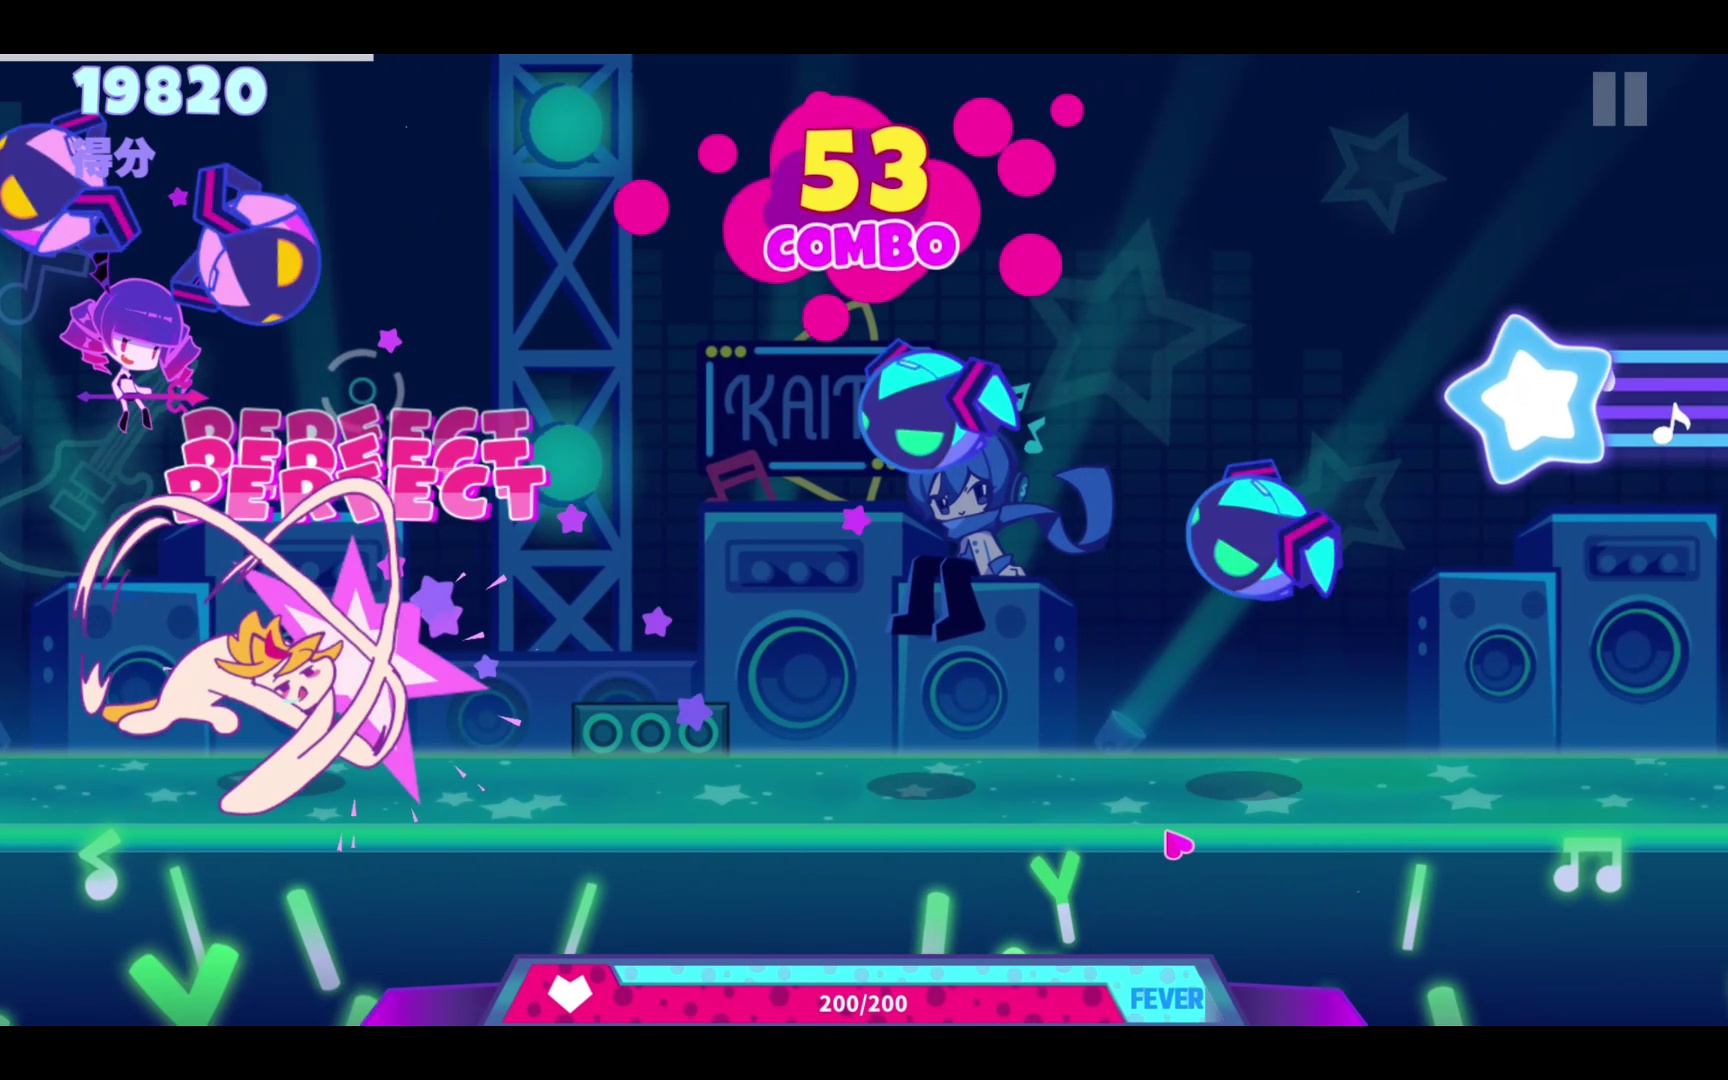 19820
得分
53
COMBO
KAIT
PERFECT
PERFECT
PERFECT
200/200
FEVER